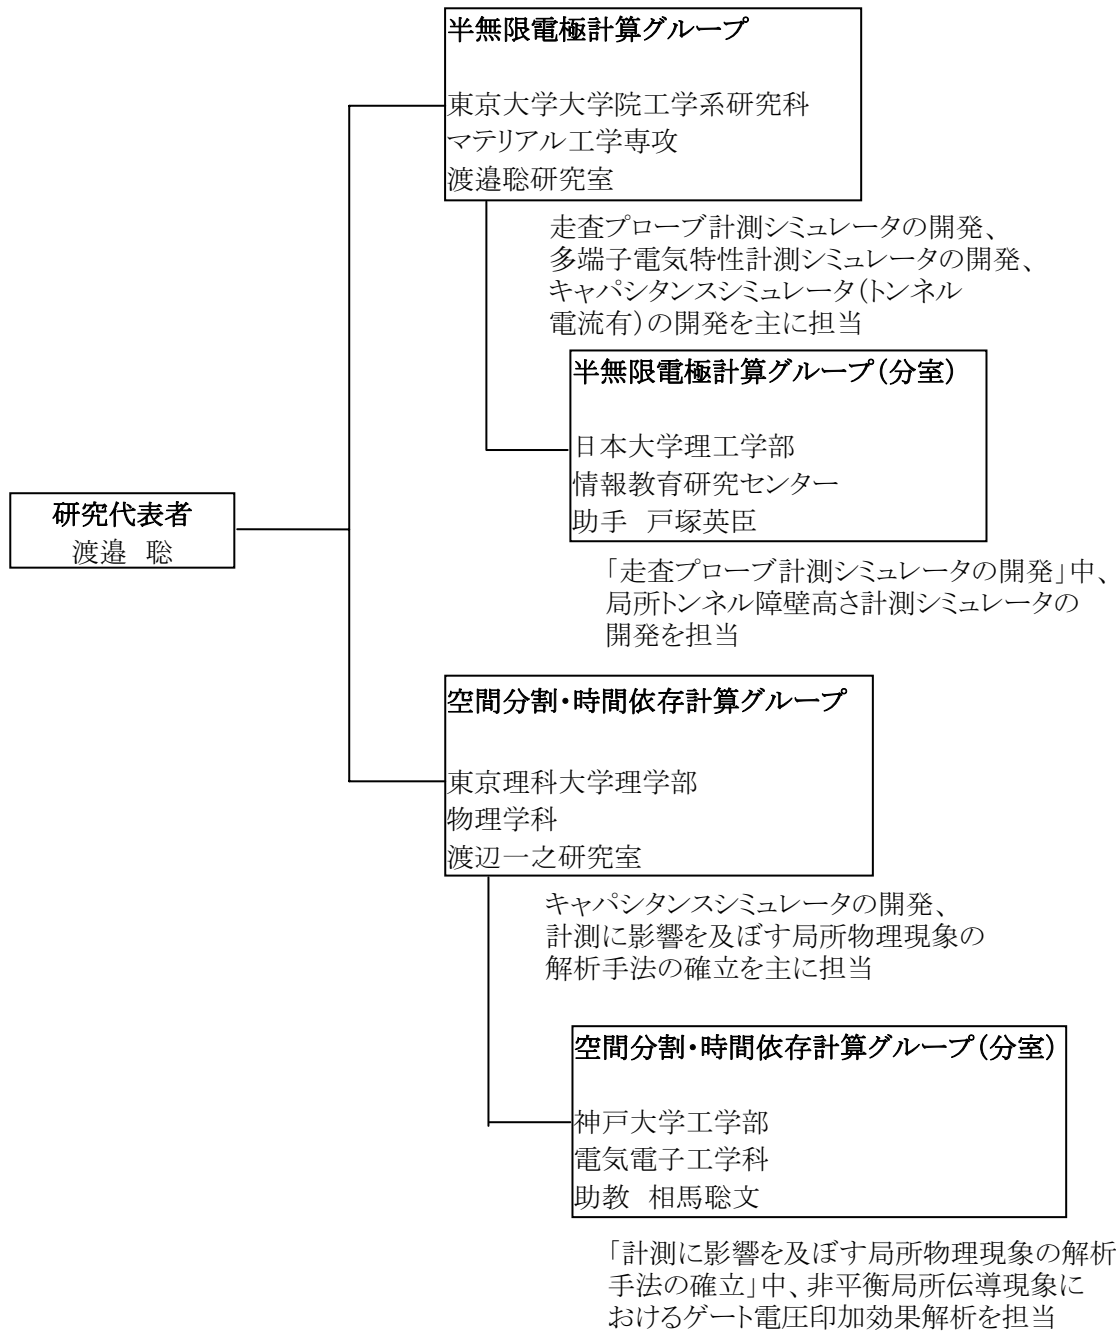 半無限電極計算グループ
東京大学大学院工学系研究科
マテリアル工学専攻
渡邉聡研究室
走査プローブ計測シミュレータの開発、
多端子電気特性計測シミュレータの開発、
キャパシタンスシミュレータ(トンネル
電流有)の開発を主に担当
半無限電極計算グループ(分室)
日本大学理工学部
情報教育研究センター
助手 戸塚英臣
研究代表者
渡邉 聡
「走査プローブ計測シミュレータの開発」中、
局所トンネル障壁高さ計測シミュレータの
開発を担当
空間分割・時間依存計算グループ
東京理科大学理学部
物理学科
渡辺一之研究室
キャパシタンスシミュレータの開発、
計測に影響を及ぼす局所物理現象の
解析手法の確立を主に担当
空間分割・時間依存計算グループ(分室)
神戸大学工学部
電気電子工学科
助教 相馬聡文
「計測に影響を及ぼす局所物理現象の解析
手法の確立」中、非平衡局所伝導現象に
おけるゲート電圧印加効果解析を担当